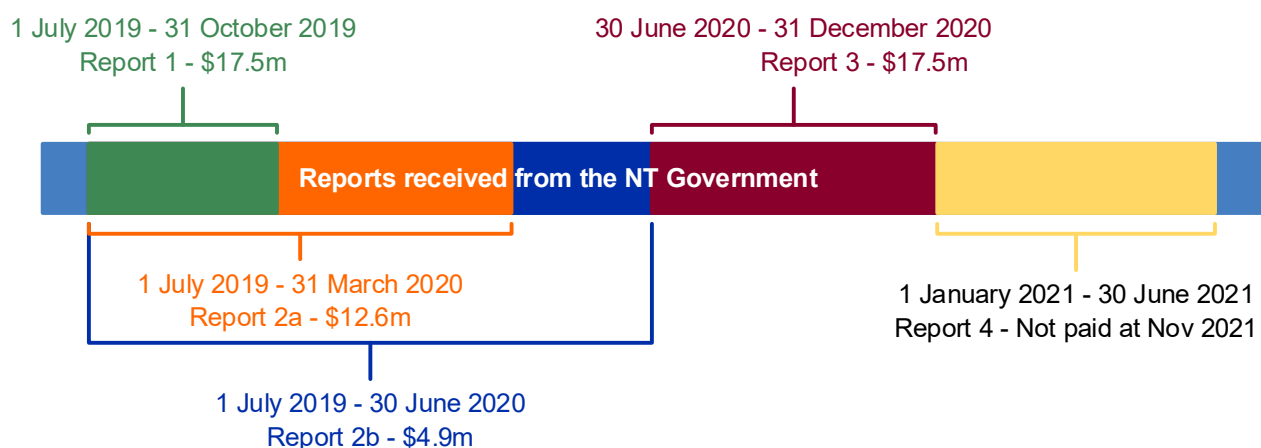 1 July 2019 - 31 October 2019
Report 1 - $17.5m
30 June 2020 - 31 December 2020
Report 3 - $17.5m
Reports received from the NT Government
1 July 2019 - 31 March 2020
Report 2a - $12.6m
1 January 2021 - 30 June 2021
Report 4 - Not paid at Nov 2021
1 July 2019 - 30 June 2020
Report 2b - $4.9m